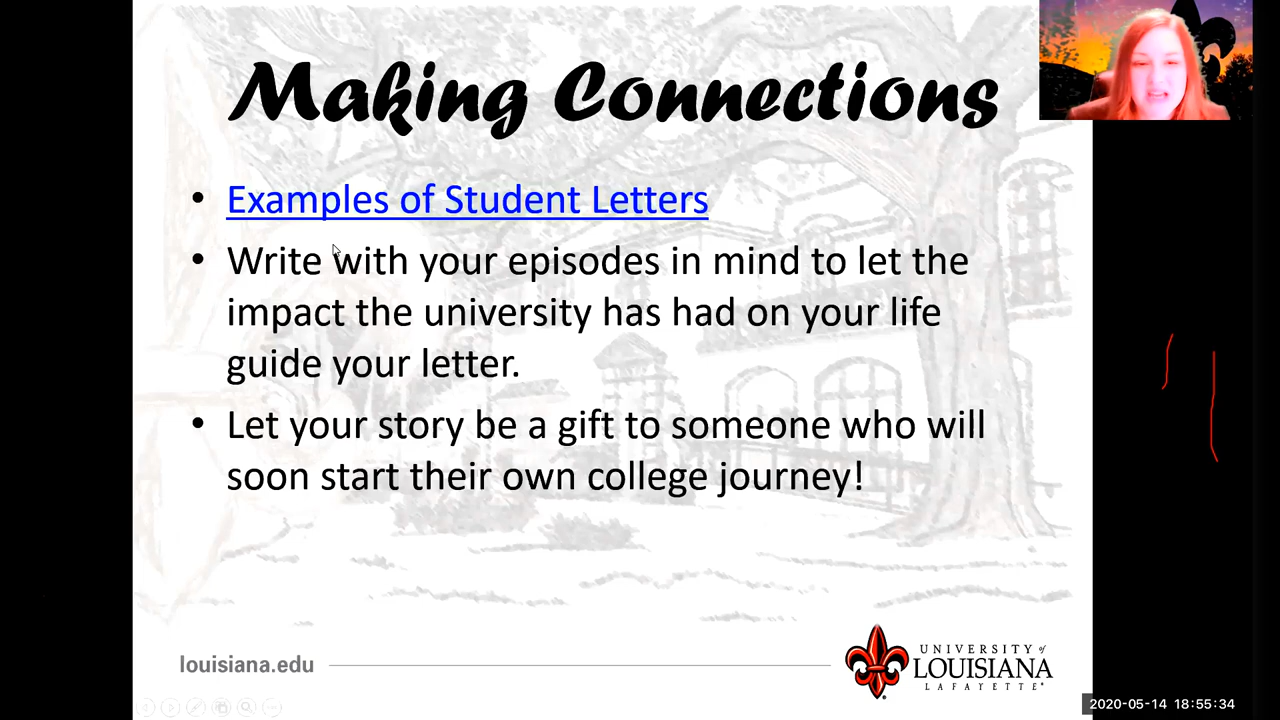 Making Connections
• Examples of Student Letters
• Write with your episodes in mind to let the
impact the university has had on your life
guide your letter.
• Let your story be a gift to someone who will
soon start their own college journey!
louisiana.edu
UNIVERSITY of
LOUISIANA
LAFAYETTE
2020-05-14 18:55:34